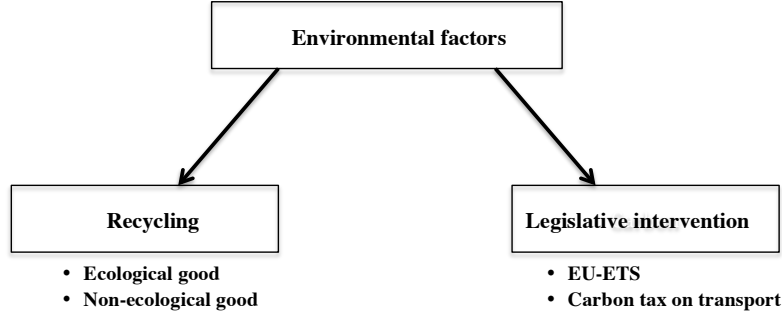 Environmental factors
Recycling
Legislative intervention
• Ecological good
• Non-ecological good
• EU-ETS
• Carbon tax on transport